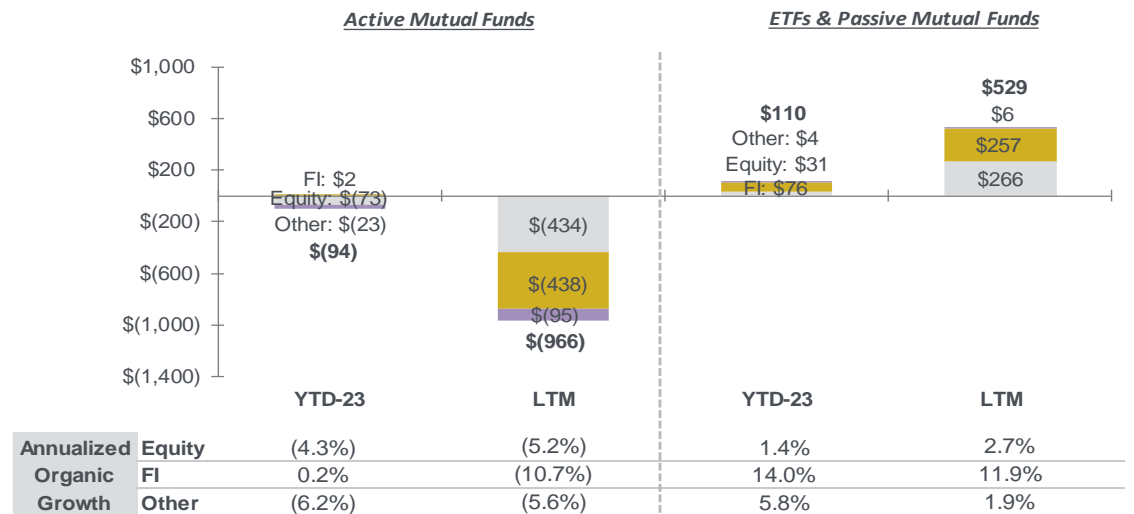 Active Mutual Funds
ETFs & Passive Mutual Funds
$1,000
$600
$200
$(200)
$(600)
$(1,000)
$(1,400)
FI: $2
Equity: $(73)
Other: $(23)
$(94)
$(434)
$(438)
$(95)
$(966)
$110
Other: $4
Equity: $31
FI: $76
$529
$6
$257
$266
YTD-23 LTM YTD-23 LTM
Annualized Equity (4.3%) (5.2%) 1.4% 2.7%
Organic FI 0.2% (10.7%) 14.0% 11.9%
Growth Other (6.2%) (5.6%) 5.8% 1.9%